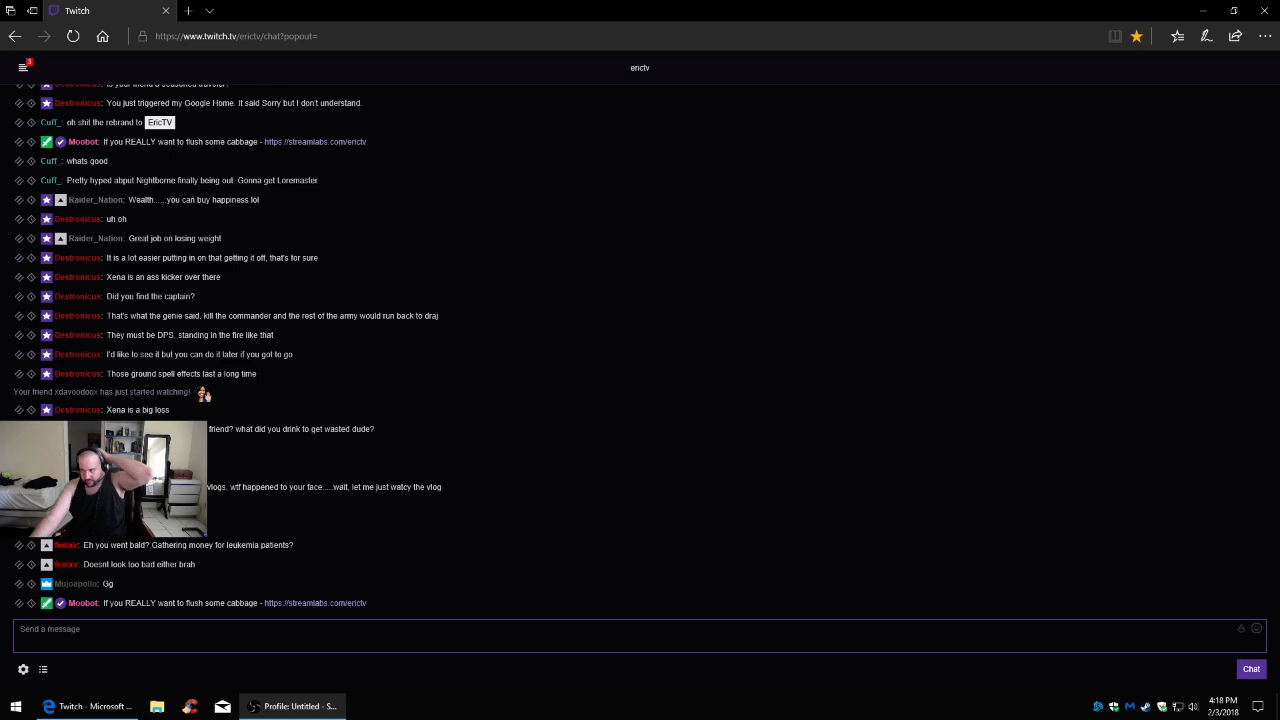 Twitch
https://www.twitch.tv/erictv/chat?popout=
3
erictv
Destronicus: Is your friend a seasoned traveler?
Destronicus: You just triggered my Google Home. It said Sorry but I don't understand.
Cuff_: oh shit the rebrand to EricTV
Moobot: If you REALLY want to flush some cabbage - https://streamlabs.com/erictv
Cuff_: whats good
Cuff_: Pretty hyped abput Nightborne finally being out. Gonna get Loremaster
Raider_Nation: Wealth......you can buy happiness lol
Destronicus: uh oh
Raider_Nation: Great job on losing weight
Destronicus: It is a lot easier putting in on that getting it off, that's for sure
Destronicus: Xena is an ass kicker over there
Destronicus: Did you find the captain?
Destronicus: That's what the genie said. kill the commander and the rest of the army would run back to draj
Destronicus: They must be DPS, standing in the fire like that
Destronicus: I'd like to see it but you can do it later if you got to go
Destronicus: Those ground spell effects last a long time
Your friend xdavoodoox has just started watching!
Destronicus: Xena is a big loss
friend? what did you drink to get wasted dude?
vlogs, wtf happened to your face.....wait, let me just watcy the vlog
Eh you went bald? Gathering money for leukemia patients?
Doesnt look too bad either brah
Mujoapollo: Gg
Moobot: If you REALLY want to flush some cabbage - https://streamlabs.com/erictv
Send a message
Chat
Twitch - Microsoft ...
Profile: Untitled - S...
4:18 PM
2/3/2018